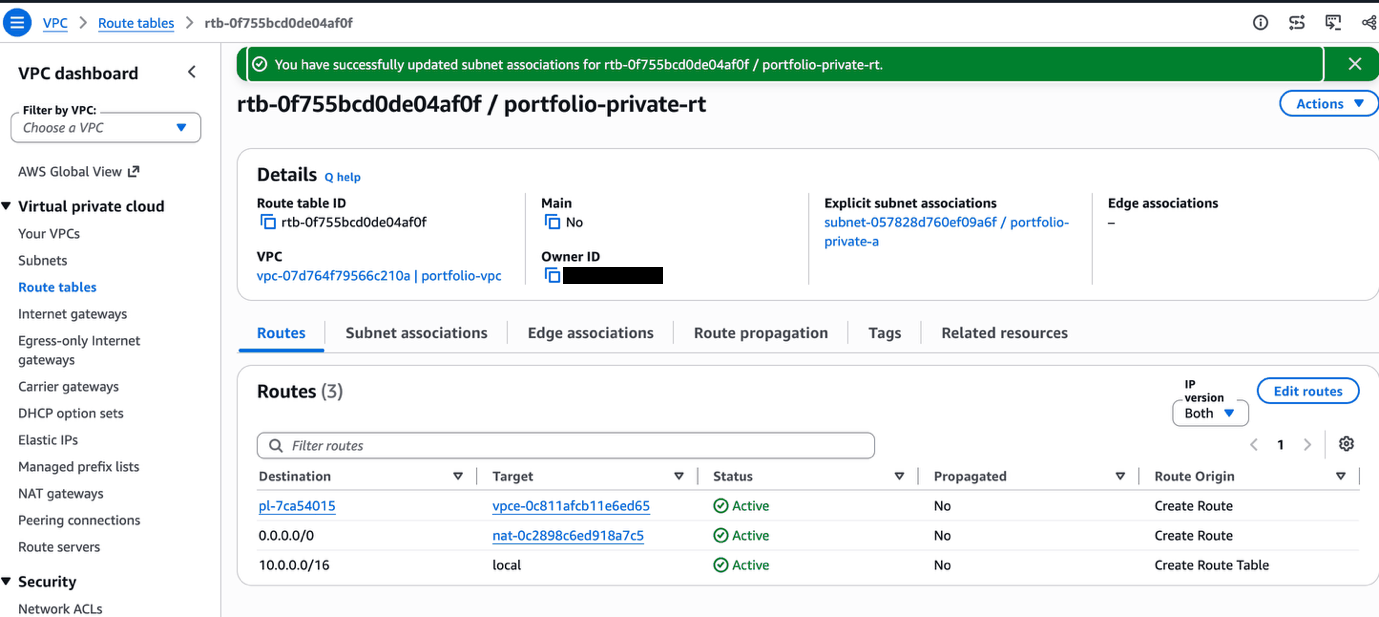 VPC > Route tables > rtb-0f755bcd0de04af0f
VPC dashboard
Filter by VPC:
Choose a VPC
AWS Global View
Virtual private cloud
Your VPCs
Subnets
Route tables
Internet gateways
Egress-only Internet
gateways
Carrier gateways
DHCP option sets
Elastic IPs
Managed prefix lists
NAT gateways
Peering connections
Route servers
Security
Network ACLs
You have successfully updated subnet associations for rtb-0f755bcd0de04af0f / portfolio-private-rt.
rtb-0f755bcd0de04af0f / portfolio-private-rt
Actions
Details Q help
Route table ID
rtb-0f755bcd0de04af0f
VPC
vpc-07d764f79566c210a | portfolio-vpc
Main
No
Owner ID
Explicit subnet associations
subnet-057828d760ef09a6f / portfolio-
private-a
Edge associations
–
Routes Subnet associations Edge associations Route propagation Tags Related resources
Routes (3)
IP
version
Both
Edit routes
Filter routes
1
Destination Target Status Propagated Route Origin
pl-7ca54015 vpce-0c811afcb11e6ed65 Active No Create Route
0.0.0.0/0 nat-0c2898c6ed918a7c5 Active No Create Route
10.0.0.0/16 local Active No Create Route Table